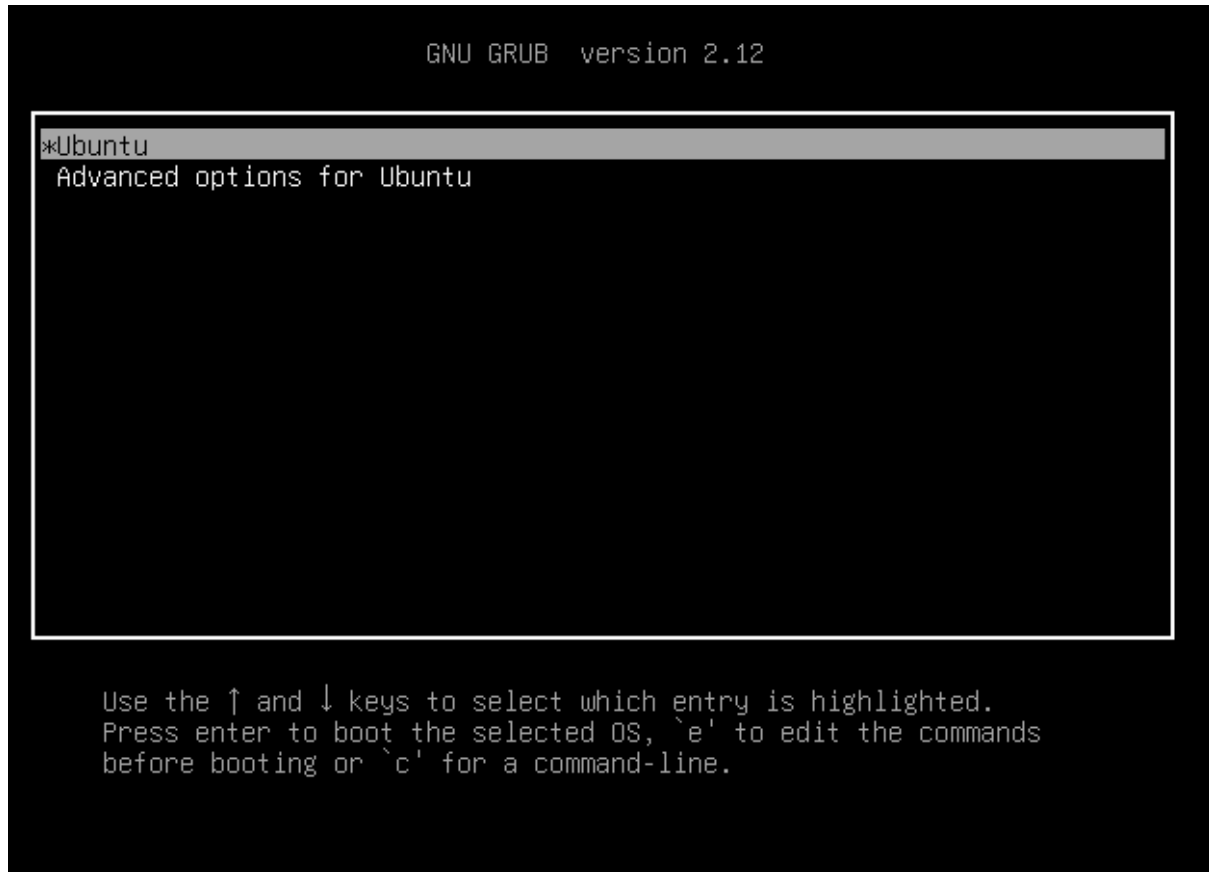 GNU GRUB  version 2.12
*Ubuntu
Advanced options for Ubuntu
Use the ↑ and ↓ keys to select which entry is highlighted.
Press enter to boot the selected OS, `e' to edit the commands
before booting or `c' for a command-line.